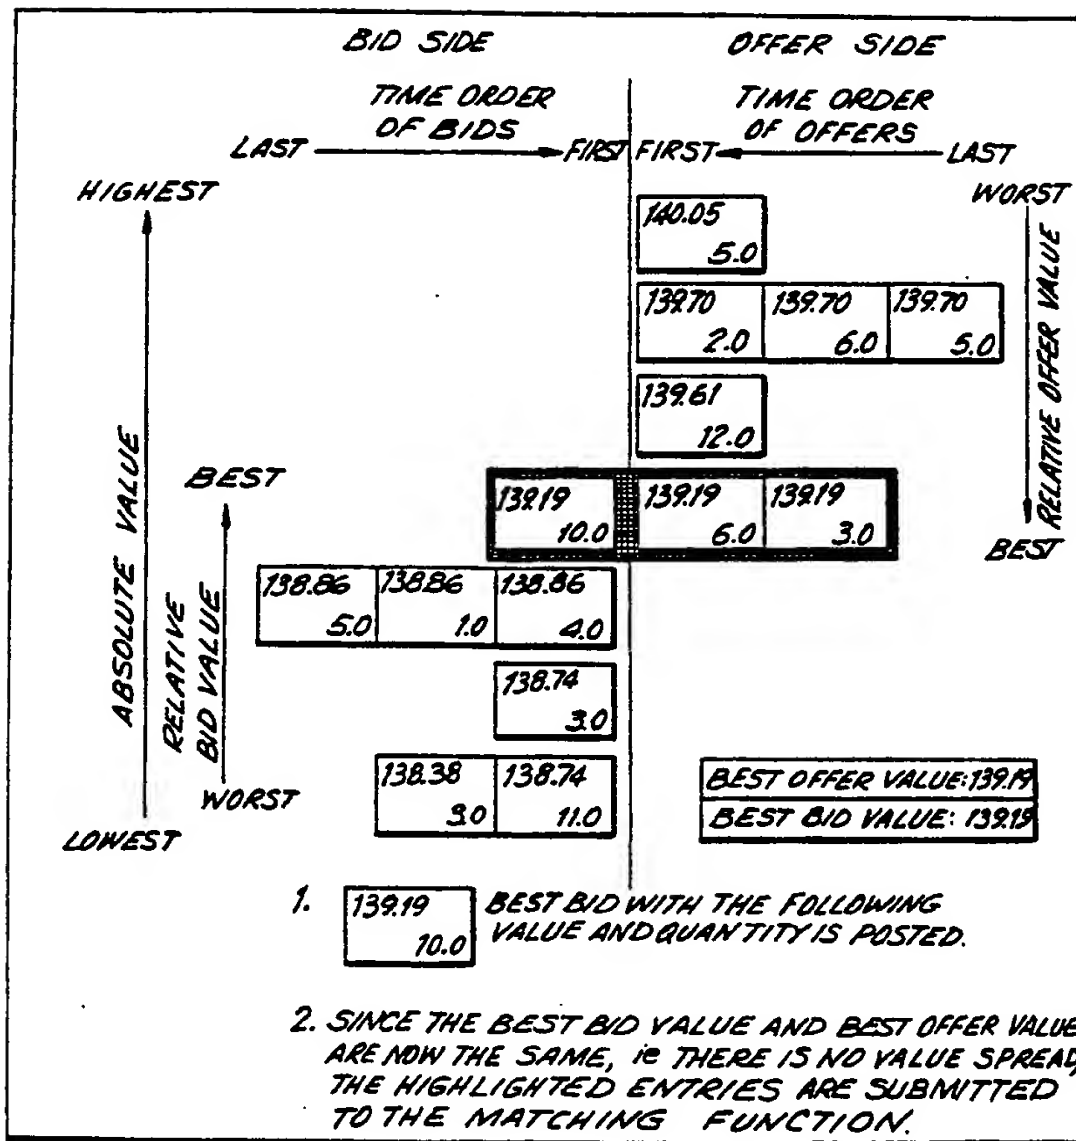 BID SIDE
OFFER SIDE
TIME ORDER
OF BIDS
TIME ORDER
OF OFFERS
LAST
FIRST
FIRST
LAST
HIGHEST
WORST
140.05
5.0
139.70
2.0
139.70
6.0
139.70
5.0
139.61
12.0
RELATIVE OFFER VALUE
BEST
BEST
139.19
10.0
139.19
6.0
139.19
3.0
ABSOLUTE VALUE
RELATIVE
BID VALUE
138.86
5.0
138.86
1.0
138.86
4.0
138.74
3.0
138.38
9.0
138.74
11.0
WORST
LOWEST
BEST OFFER VALUE: 139.19
BEST BID VALUE: 139.19
1.
139.19
10.0
BEST BID WITH THE FOLLOWING
VALUE AND QUANTITY IS POSTED.
2. SINCE THE BEST BID VALUE AND BEST OFFER VALUE
ARE NOW THE SAME, ie THERE IS NO VALUE SPREAD,
THE HIGHLIGHTED ENTRIES ARE SUBMITTED
TO THE MATCHING FUNCTION.